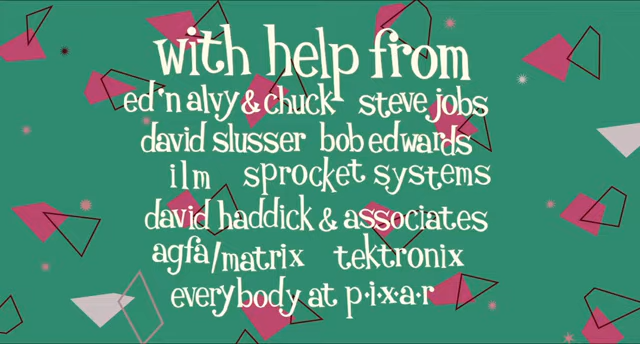 with help from
ed 'n alvy & chuck steve jobs
david slusser bob edwards
ilm sprocket systems
david haddick & associates
agfa/matrix tektronix
everybody at p·i·x·a·r